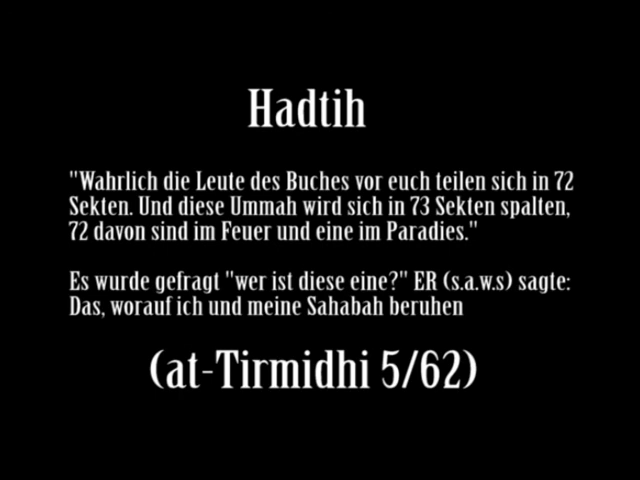 Hadtih
"Wahrlich die Leute des Buches vor euch teilen sich in 72
Sekten. Und diese Ummah wird sich in 73 Sekten spalten,
72 davon sind im Feuer und eine im Paradies."
Es wurde gefragt "wer ist diese eine?" ER (s.a.w.s) sagte:
Das, worauf ich und meine Sahabah beruhen
(at-Tirmidhi 5/62)